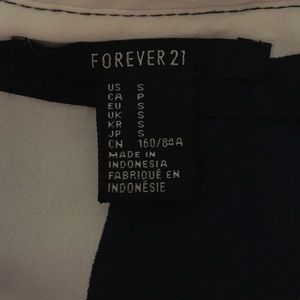 FOREVER 21
US S
CA P
EU S
UK S
KR S
JP S
CN 160/84A
MADE IN
INDONESIA
FABRIQUÉ EN
INDONÉSIE